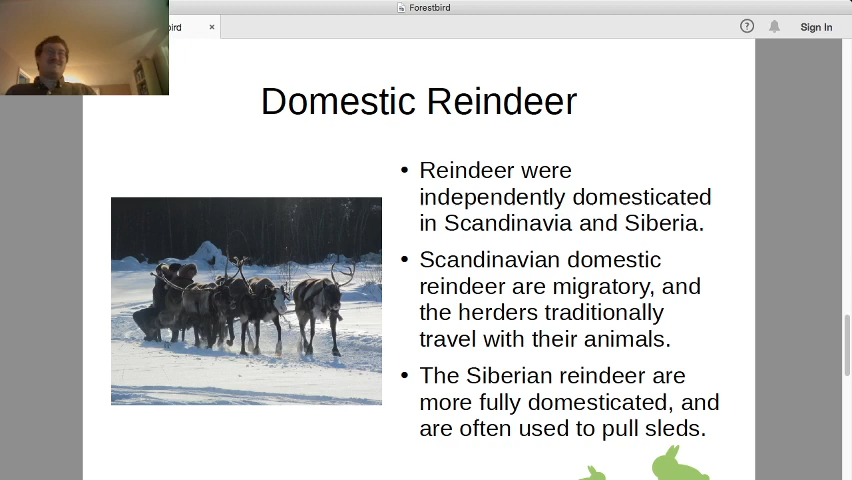 Forestbird
bird ×
? Sign In
Domestic Reindeer
• Reindeer were
independently domesticated
in Scandinavia and Siberia.
• Scandinavian domestic
reindeer are migratory, and
the herders traditionally
travel with their animals.
• The Siberian reindeer are
more fully domesticated, and
are often used to pull sleds.